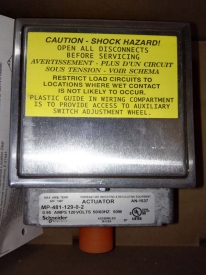 CAUTION - SHOCK HAZARD!
OPEN ALL DISCONNECTS
BEFORE SERVICING
AVERTISSEMENT - PLUS D'UN CIRCUIT
SOUS TENSION - VOIR SCHEMA
RESTRICT LOAD CIRCUITS TO
LOCATIONS WHERE WET CONTACT
IS NOT LIKELY TO OCCUR.
PLASTIC GUIDE IN WIRING COMPARTMENT
IS TO PROVIDE ACCESS TO AUXILIARY
SWITCH ADJUSTMENT WHEEL.
ACTUATOR
MP-481-129-0-2
Schneider